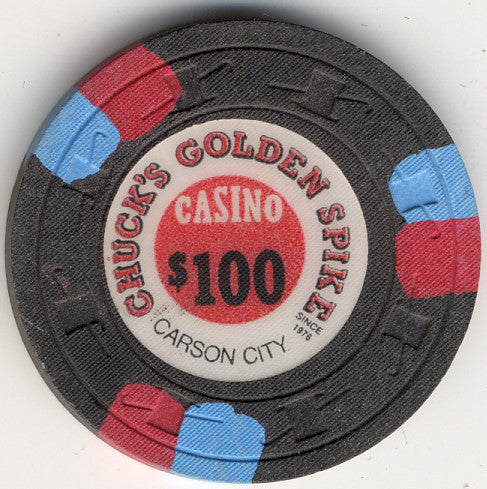 CHUCK'S GOLDEN SPIKE
CASINO
$100
SINCE 1976
CARSON CITY